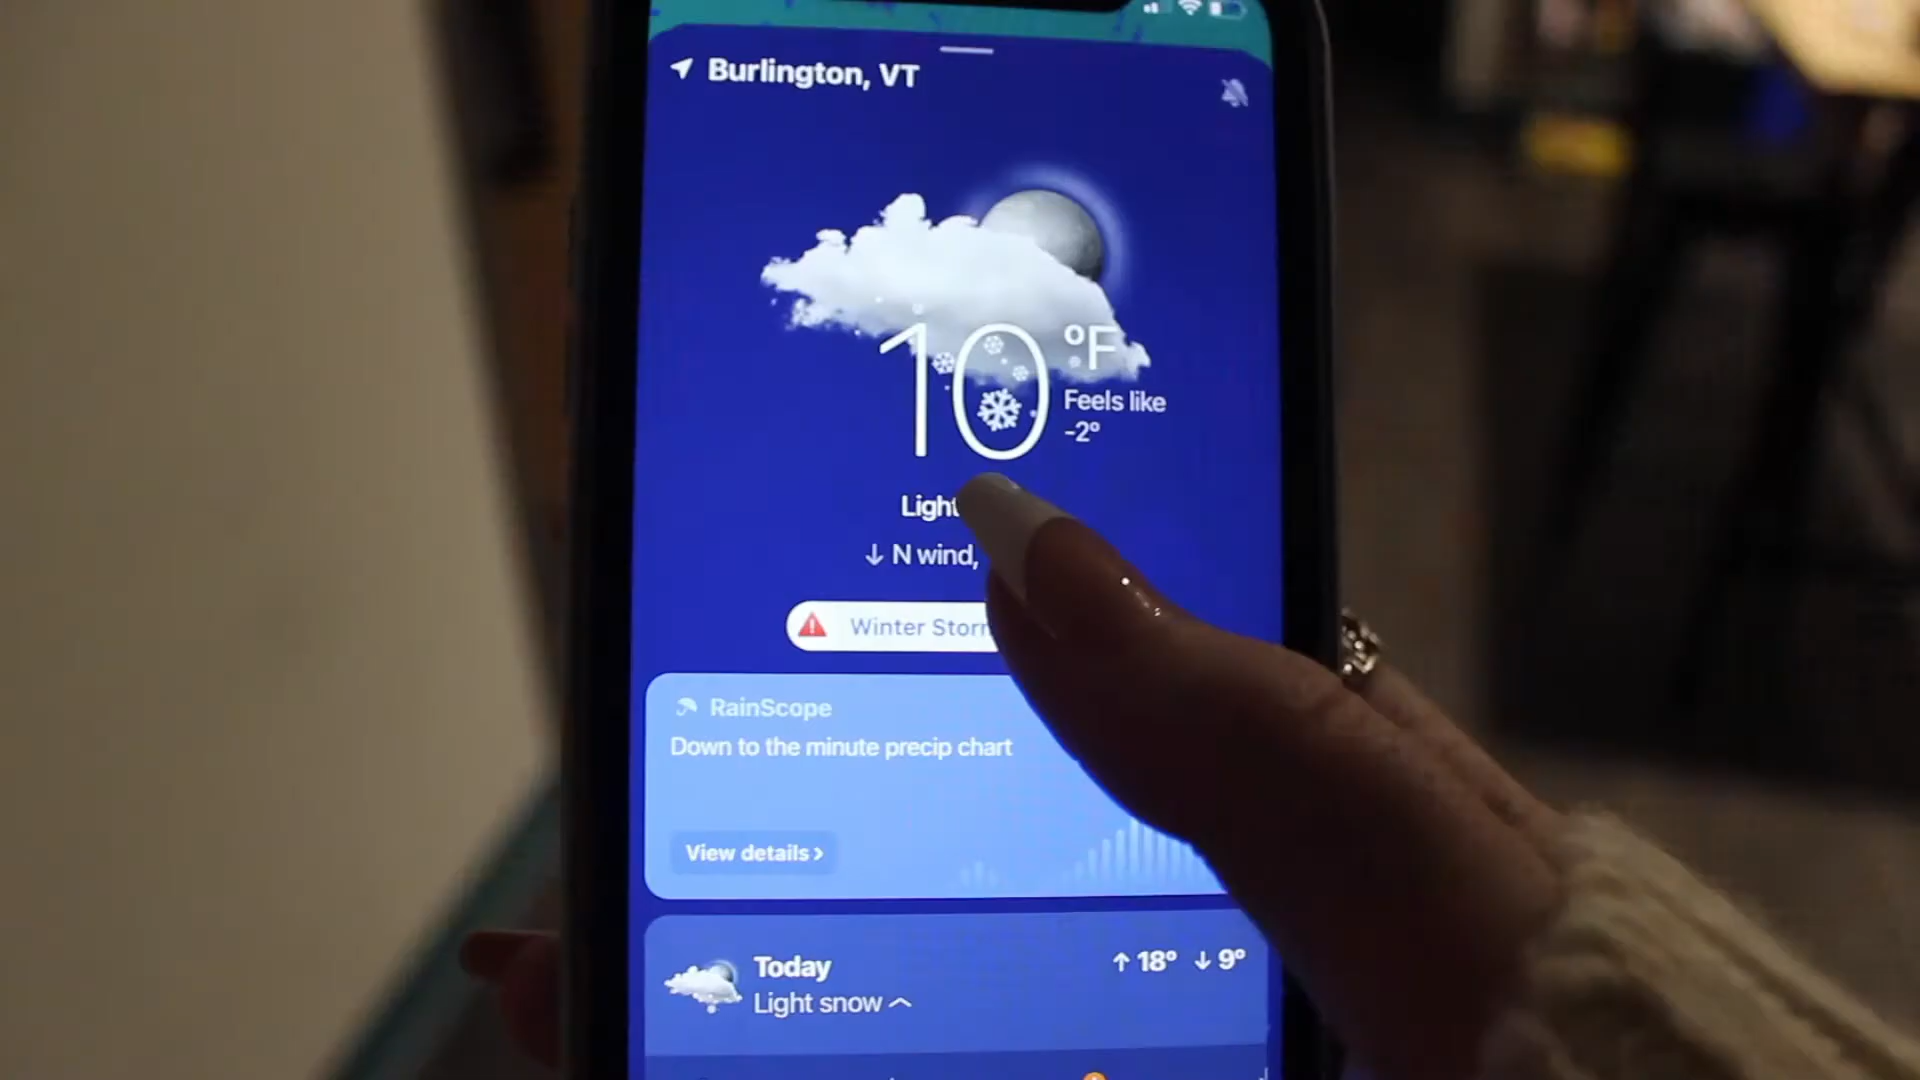 Burlington, VT
10 °F
Feels like
-2°
Light
↓ N wind,
Winter
RainScope
Down to the minute precip chart
View details ›
Today
↑ 18° ↓ 9°
Light snow